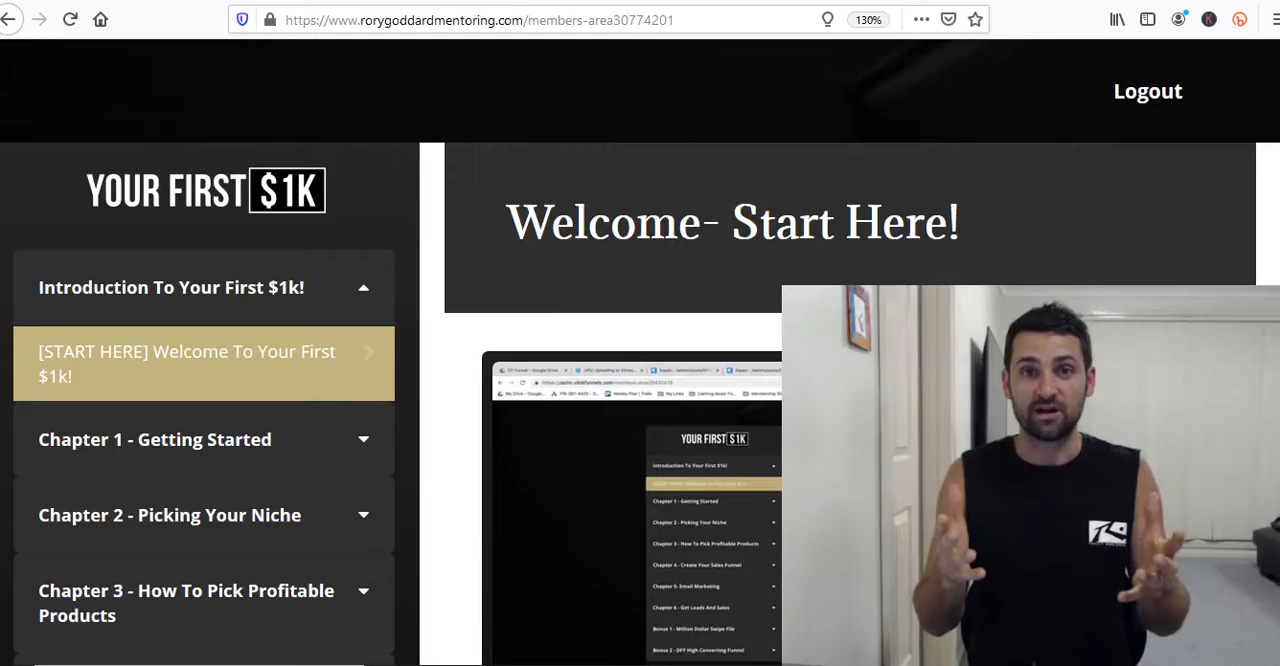 https://www.rorygoddardmentoring.com/members-area30774201
130%
Logout
YOUR FIRST $1K
Welcome- Start Here!
Introduction To Your First $1k!
[START HERE] Welcome To Your First
$1k!
Chapter 1 - Getting Started
Chapter 2 - Picking Your Niche
Chapter 3 - How To Pick Profitable
Products
YOUR FIRST $1K
Introduction To Your First $1k!
Chapter 1 - Getting Started
Chapter 2 - Picking Your Niche
Chapter 3 - How To Pick Profitable Products
Chapter 4 - Create Your Sales Funnel
Chapter 5- Email Marketing
Chapter 6 - Get Leads And Sales
Bonus 1 - Million Dollar Swipe File
Bonus 2 - DFY High Converting Funnel